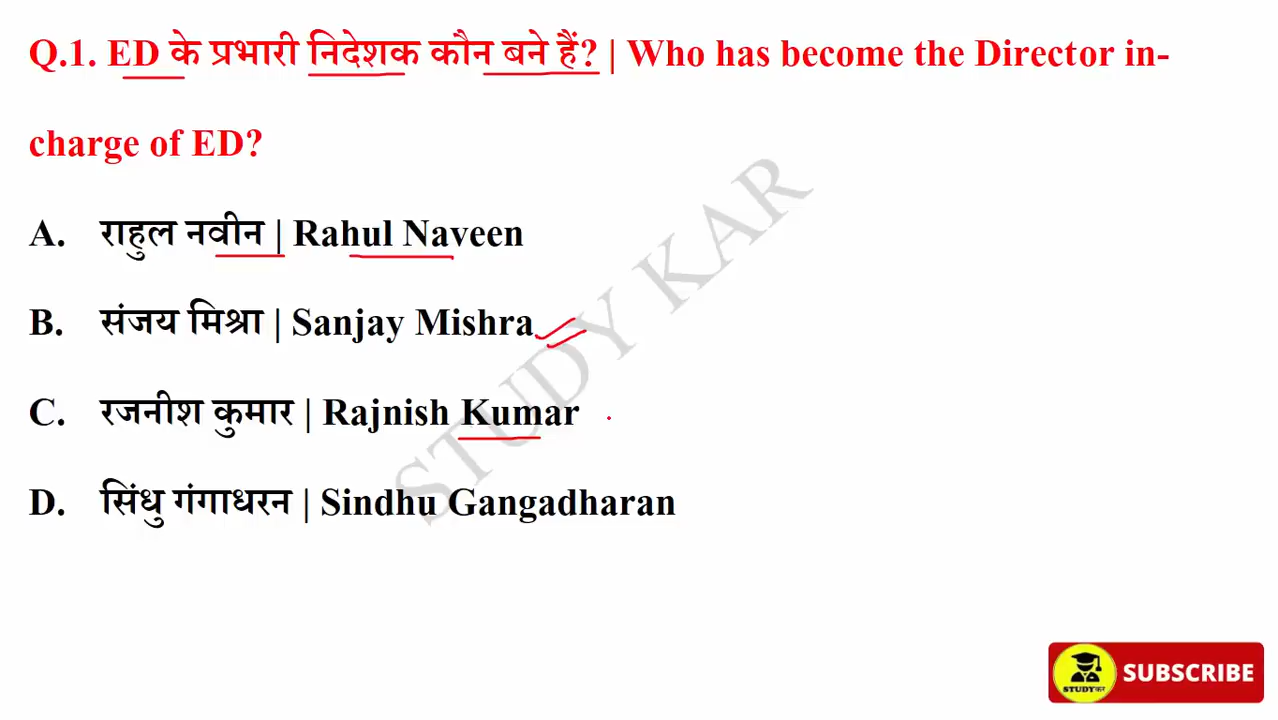 Q.1. ED के प्रभारी निदेशक कौन बने हैं? | Who has become the Director in-
charge of ED?
A. राहुल नवीन | Rahul Naveen
B. संजय मिश्रा | Sanjay Mishra
C. रजनीश कुमार | Rajnish Kumar
D. सिंधु गंगाधरन | Sindhu Gangadharan
STUDY KAR
STUDYकर
SUBSCRIBE